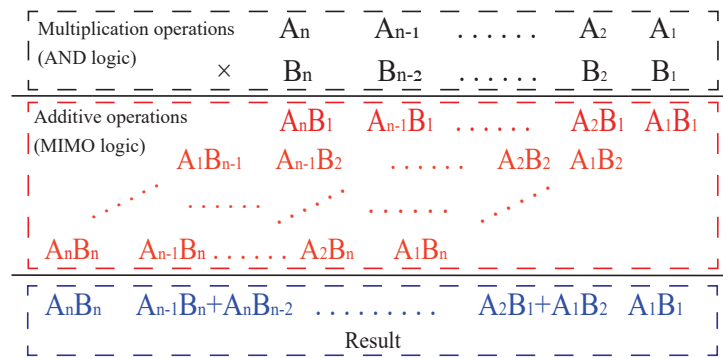 Multiplication operations Aₙ Aₙ₋₁ ...... A₂ A₁
(AND logic)
× Bₙ Bₙ₋₂ ...... B₂ B₁
Additive operations AₙB₁ Aₙ₋₁B₁ ...... A₂B₁ A₁B₁
(MIMO logic)
A₁Bₙ₋₁ Aₙ₋₁B₂ ...... A₂B₂ A₁B₂
...... ...... ...... ...... ......
AₙBₙ Aₙ₋₁Bₙ ...... A₂Bₙ A₁Bₙ
AₙBₙ Aₙ₋₁Bₙ+AₙBₙ₋₂ ......... A₂B₁+A₁B₂ A₁B₁
Result